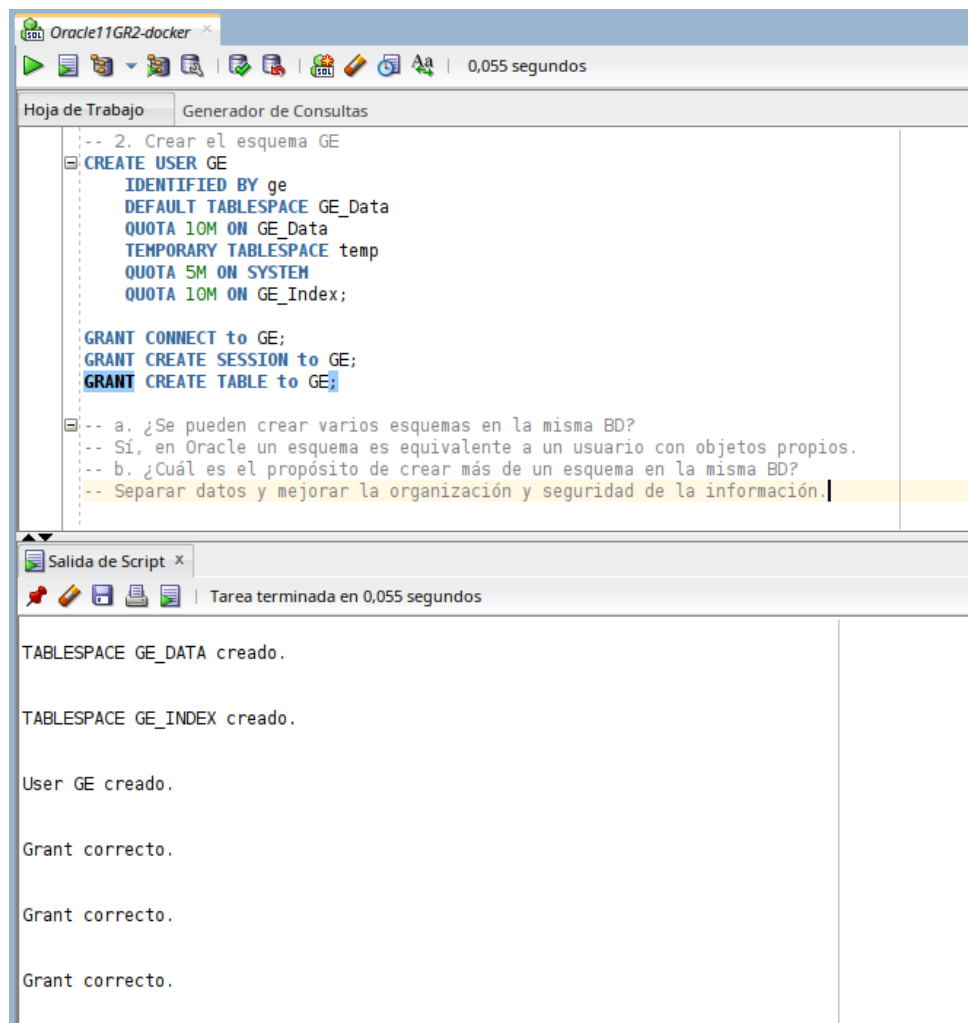 Oracle11GR2-docker
0,055 segundos
Hoja de Trabajo Generador de Consultas
-- 2. Crear el esquema GE
CREATE USER GE
IDENTIFIED BY ge
DEFAULT TABLESPACE GE_Data
QUOTA 10M ON GE_Data
TEMPORARY TABLESPACE temp
QUOTA 5M ON SYSTEM
QUOTA 10M ON GE_Index;
GRANT CONNECT to GE;
GRANT CREATE SESSION to GE;
GRANT CREATE TABLE to GE;
-- a. ¿Se pueden crear varios esquemas en la misma BD?
-- Sí, en Oracle un esquema es equivalente a un usuario con objetos propios.
-- b. ¿Cuál es el propósito de crear más de un esquema en la misma BD?
-- Separar datos y mejorar la organización y seguridad de la información.
Salida de Script x
Tarea terminada en 0,055 segundos
TABLESPACE GE_DATA creado.
TABLESPACE GE_INDEX creado.
User GE creado.
Grant correcto.
Grant correcto.
Grant correcto.